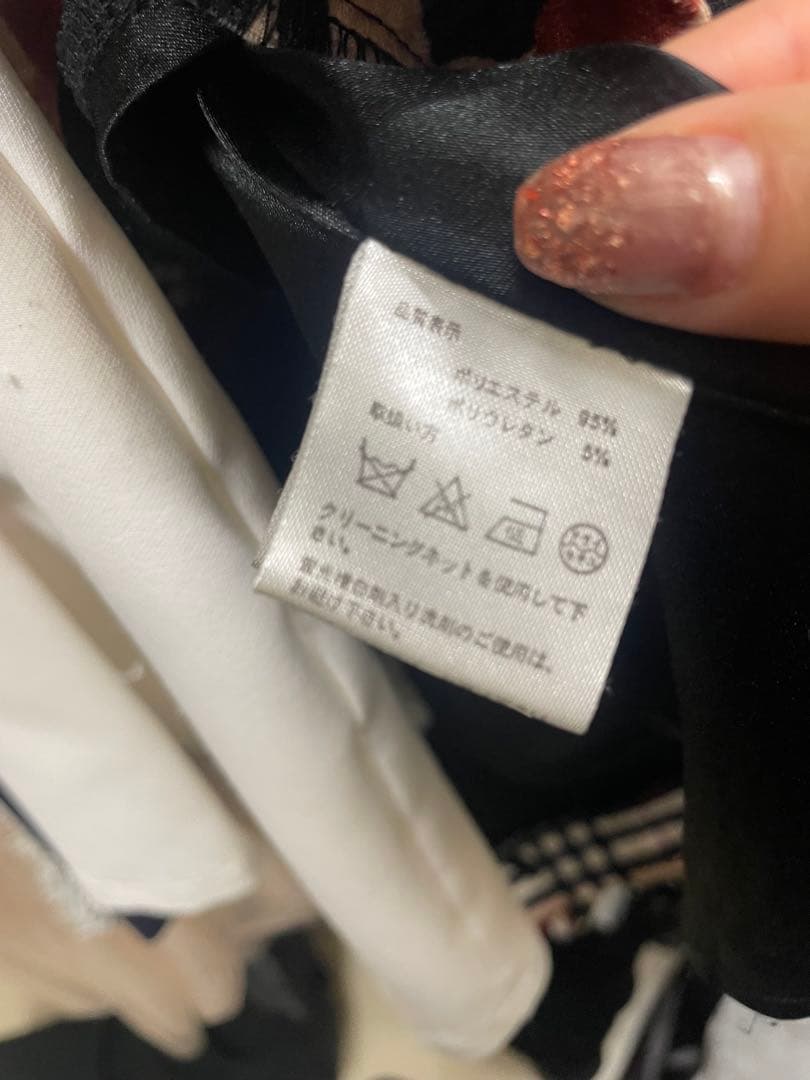 品質表示
ポリエステル 95%
ポリウレタン 5%
取扱い方
低
クリーニングネットを使用して下
さい。
蛍光増白剤入り洗剤のご使用は、
お避け下さい。